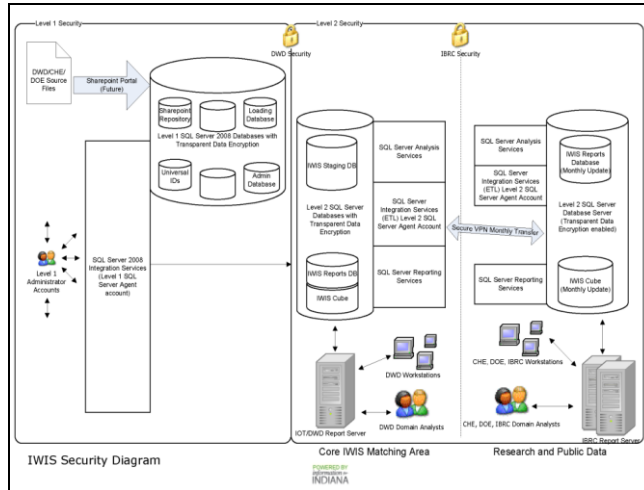 Level 1 Security
Level 2 Security
DWD Security
IBRC Security
DWD/CHE/
DOE Source
Files
Sharepoint Portal
(Future)
Sharepoint
Repository
Loading
Database
Level 1 SQL Server 2008 Databases with
Transparent Data Encryption
Universal
IDs
Admin
Database
SQL Server 2008
Integration Services
(Level 1 SQL
Server Agent
account)
Level 1
Administrator
Accounts
IWIS Staging DB
Level 2 SQL Server
Databases with
Transparent Data
Encryption
IWIS Reports DB
IWIS Cube
SQL Server Analysis
Services
SQL Server
Integration Services
(ETL) Level 2 SQL
Server Agent Account
SQL Server Reporting
Services
Secure VPN Monthly Transfer
SQL Server Analysis
Services
SQL Server
Integration Services
(ETL) Level 2 SQL
Server Agent Account
SQL Server Reporting
Services
IWIS Reports
Database
(Monthly Update)
Level 2 SQL Server
Database Server
(Transparent Data
Encryption enabled)
IWIS Cube
(Monthly Update)
DWD Workstations
IOT/DWD Report Server
DWD Domain Analysts
CHE, DOE, IBRC Workstations
CHE, DOE, IBRC Domain Analysts
IBRC Report Server
IWIS Security Diagram
Core IWIS Matching Area
Research and Public Data
POWERED BY
information
INDIANA